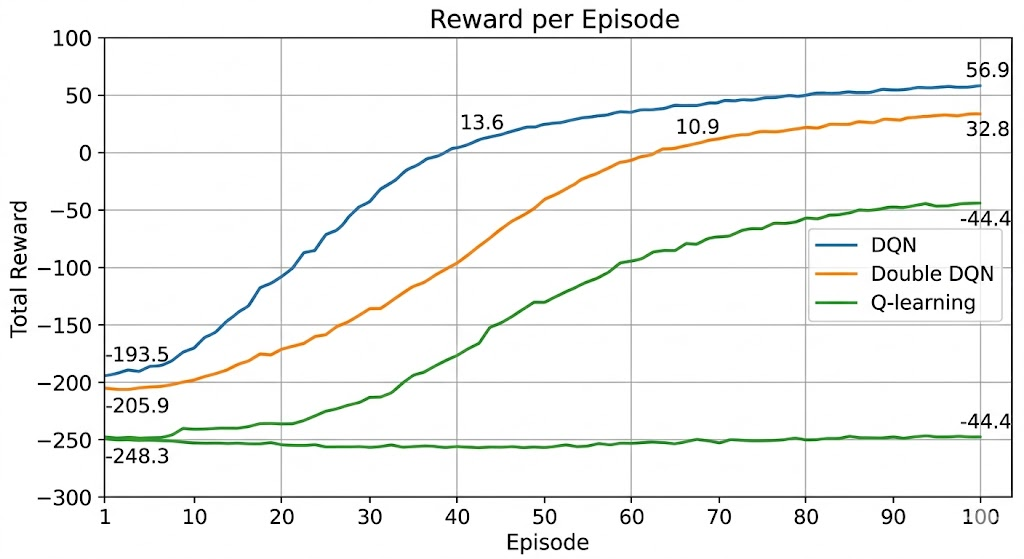 Reward per Episode
100
50
0
−50
−100
−150
−200
−250
−300
Total Reward
56.9
13.6
10.9
32.8
-44.4
DQN
Double DQN
Q-learning
-193.5
-205.9
-44.4
-248.3
1 10 20 30 40 50 60 70 80 90 100
Episode